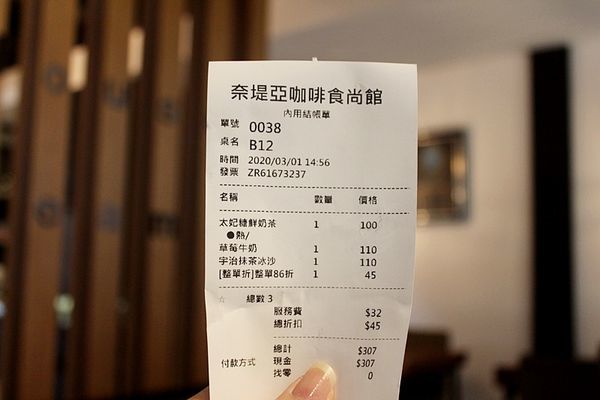 奈堤亞咖啡食尚館
內用結帳單
單號 0038
桌名 B12
時間 2020/03/01 14:56
發票 ZR61673237
名稱 數量 價格
太妃糖鮮奶茶 1 100
●熱/
草莓牛奶 1 110
宇治抹茶冰沙 1 110
[整單折]整單86折 1 45
☆ 總數 3
服務費 $32
總折扣 $45
總計 $307
付款方式 現金 $307
找零 0